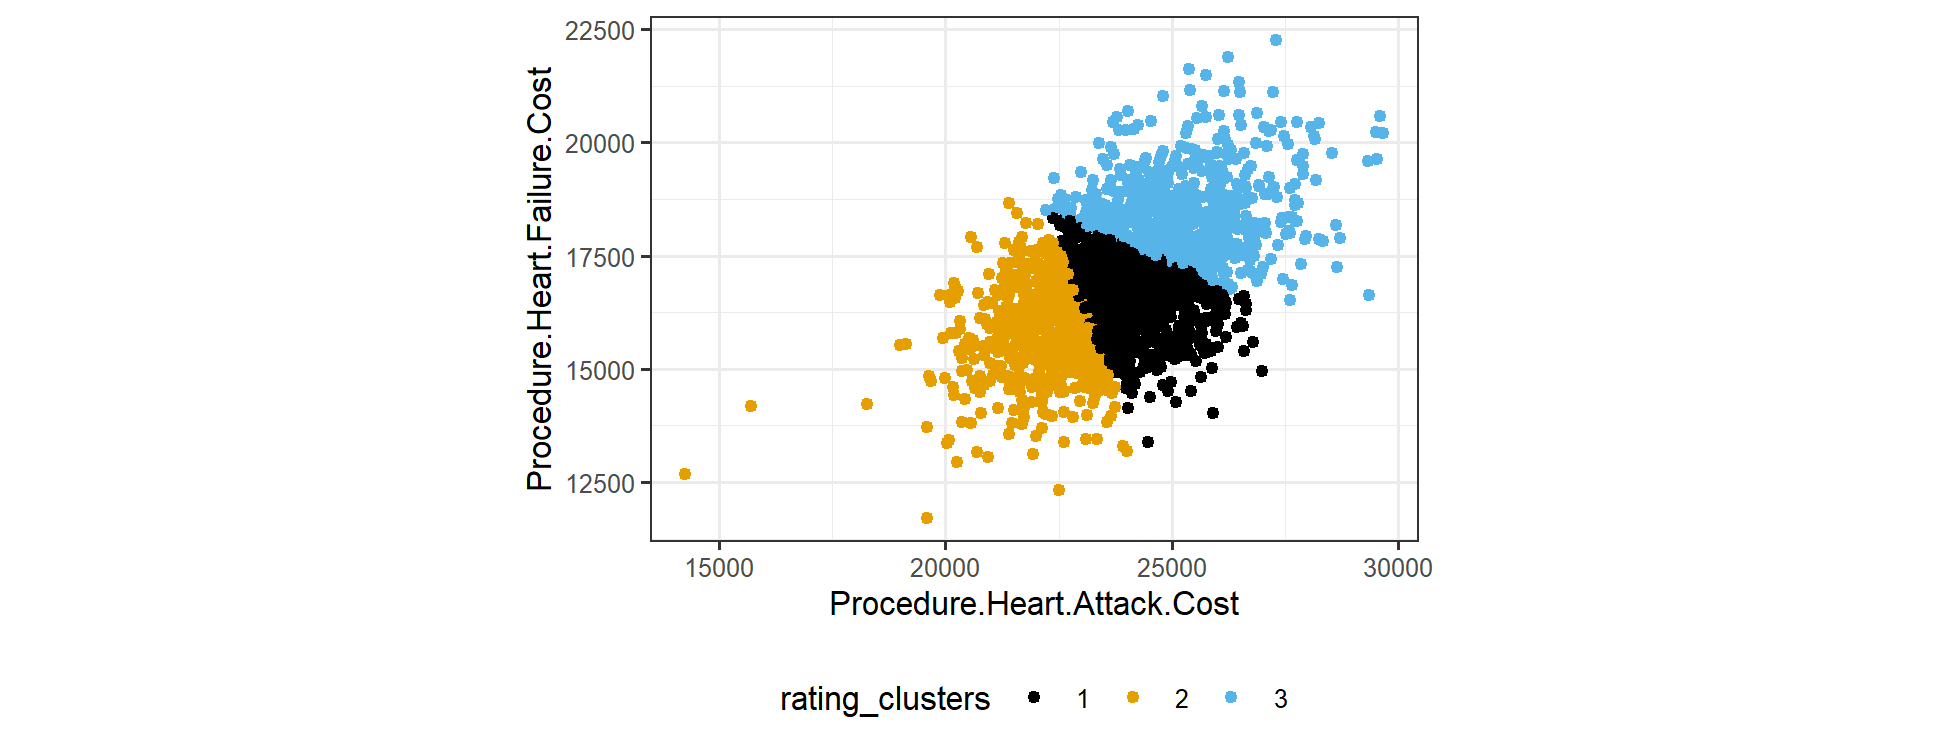 22500
20000
17500
15000
12500
Procedure.Heart.Failure.Cost
15000 20000 25000 30000
Procedure.Heart.Attack.Cost
rating_clusters 1 2 3